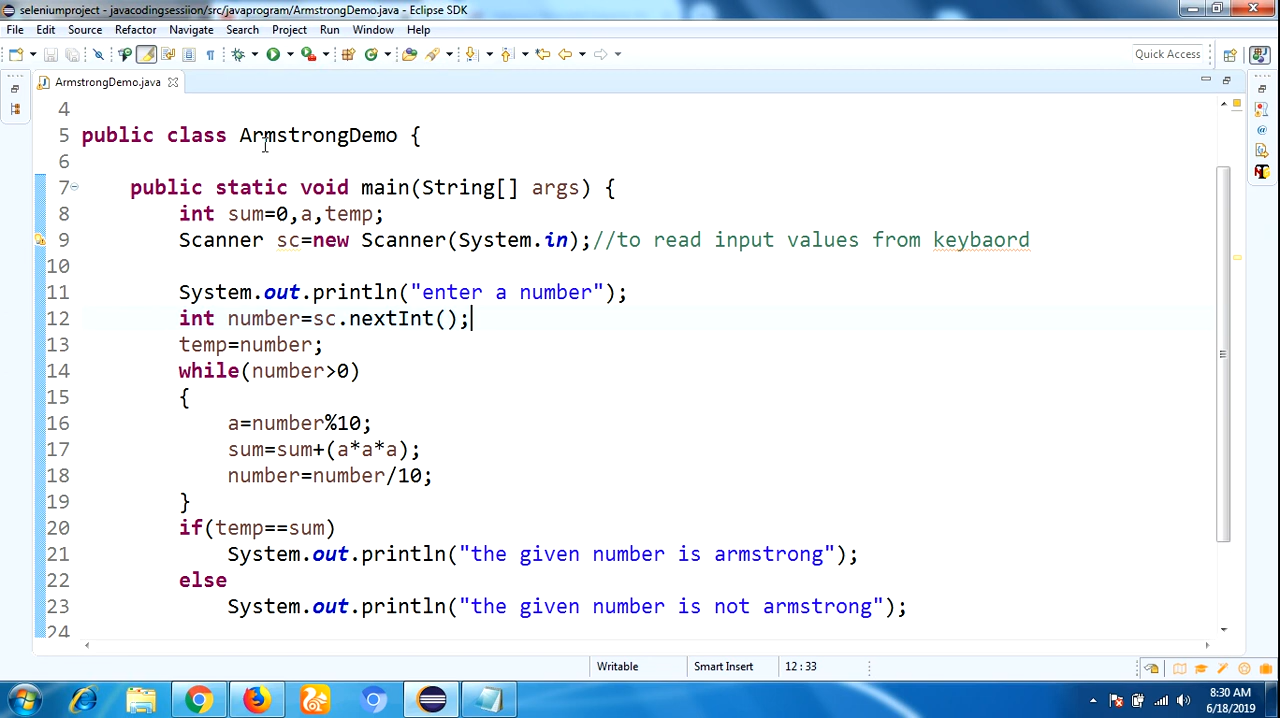 seleniumproject - javacodingsessiion/src/javaprogram/ArmstrongDemo.java - Eclipse SDK
File Edit Source Refactor Navigate Search Project Run Window Help
Quick Access
ArmstrongDemo.java
4
5 public class ArmstrongDemo {
6
7 public static void main(String[] args) {
8 int sum=0,a,temp;
9 Scanner sc=new Scanner(System.in);//to read input values from keybaord
10
11 System.out.println("enter a number");
12 int number=sc.nextInt();
13 temp=number;
14 while(number>0)
15 {
16 a=number%10;
17 sum=sum+(a*a*a);
18 number=number/10;
19 }
20 if(temp==sum)
21 System.out.println("the given number is armstrong");
22 else
23 System.out.println("the given number is not armstrong");
24
Writable Smart Insert 12 : 33
8:30 AM
6/18/2019